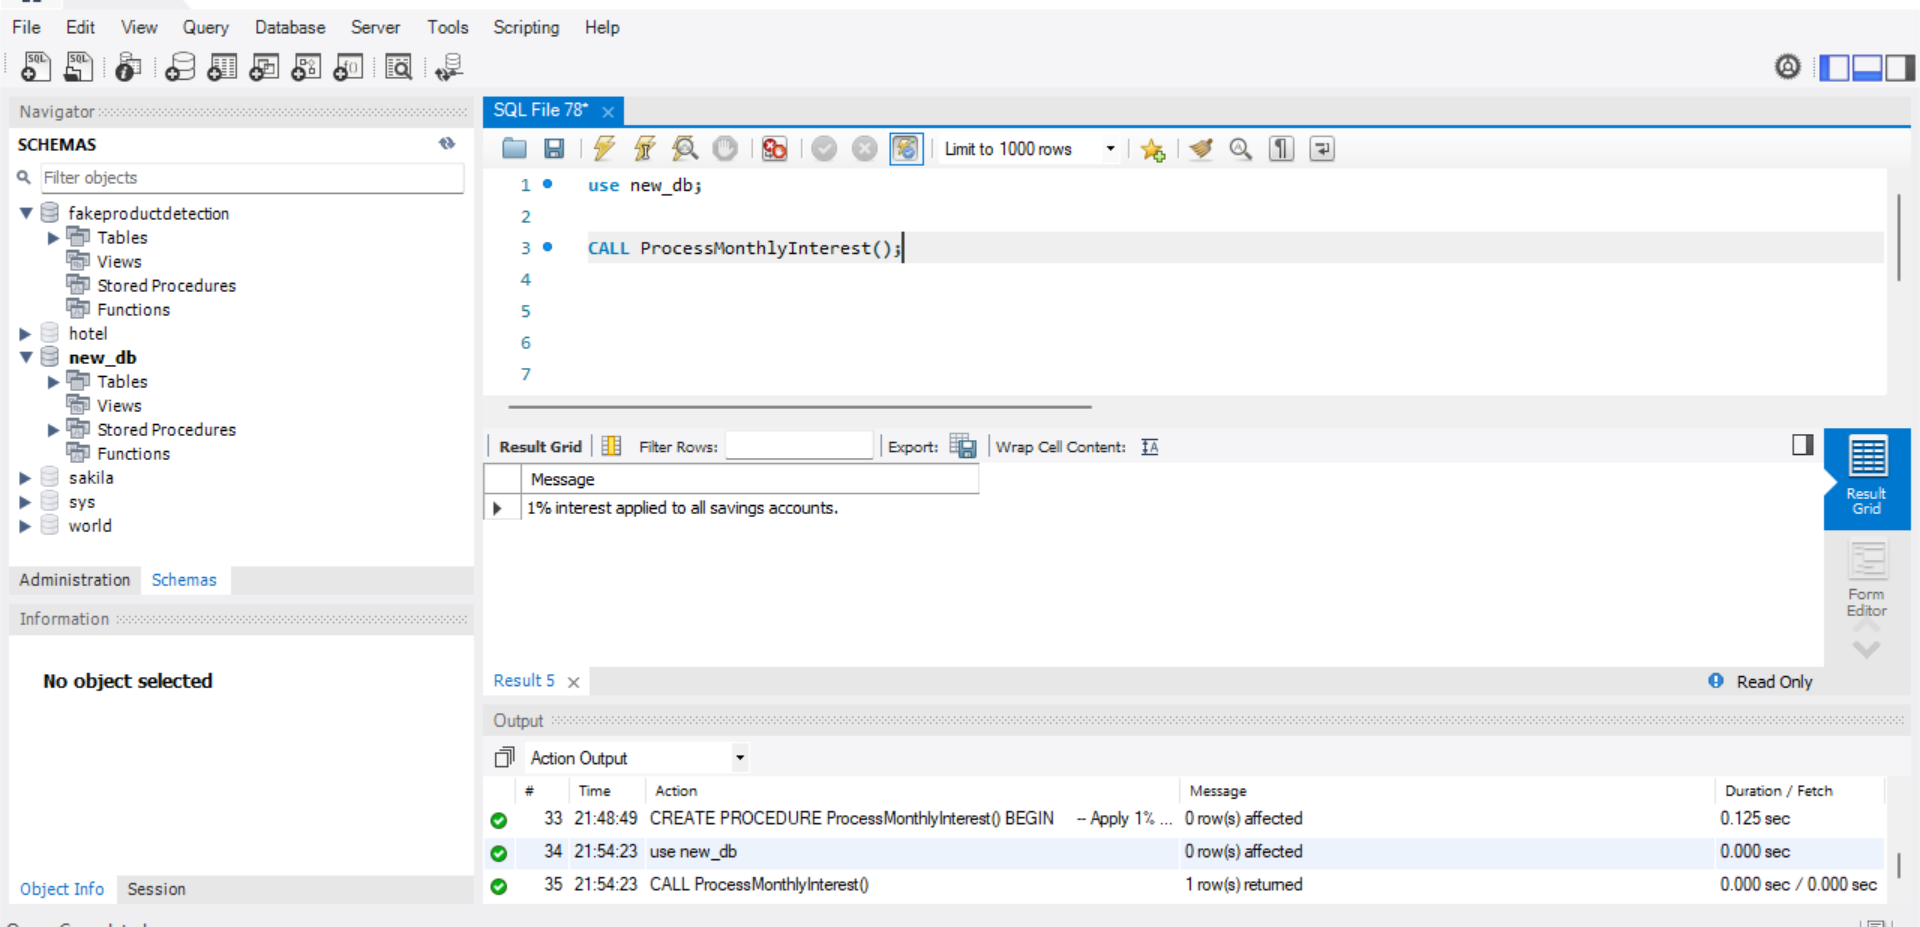 File Edit View Query Database Server Tools Scripting Help
Navigator
SCHEMAS
Filter objects
fakeproductdetection
Tables
Views
Stored Procedures
Functions
hotel
new_db
Tables
Views
Stored Procedures
Functions
sakila
sys
world
Administration Schemas
Information
No object selected
Object Info Session
SQL File 78*
Limit to 1000 rows
1 use new_db;
2
3 CALL ProcessMonthlyInterest();
4
5
6
7
Result Grid Filter Rows: Export: Wrap Cell Content:
Message
1% interest applied to all savings accounts.
Result
Grid
Form
Editor
Result 5 Read Only
Output
Action Output
# Time Action Message Duration / Fetch
33 21:48:49 CREATE PROCEDURE ProcessMonthlyInterest() BEGIN -- Apply 1% ... 0 row(s) affected 0.125 sec
34 21:54:23 use new_db 0 row(s) affected 0.000 sec
35 21:54:23 CALL ProcessMonthlyInterest() 1 row(s) returned 0.000 sec / 0.000 sec